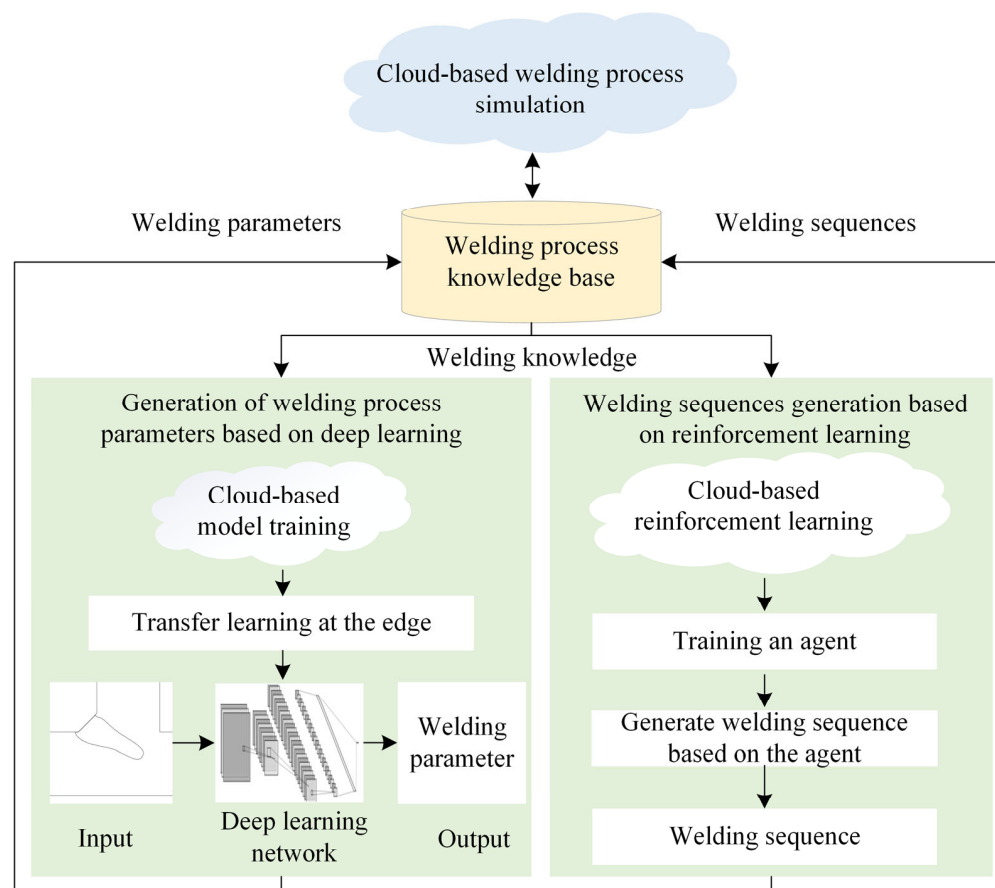 Cloud-based welding process
simulation
Welding parameters
Welding sequences
Welding process
knowledge base
Welding knowledge
Generation of welding process
parameters based on deep learning
Cloud-based
model training
Transfer learning at the edge
Welding
parameter
Input
Deep learning
network
Output
Welding sequences generation based
on reinforcement learning
Cloud-based
reinforcement learning
Training an agent
Generate welding sequence
based on the agent
Welding sequence